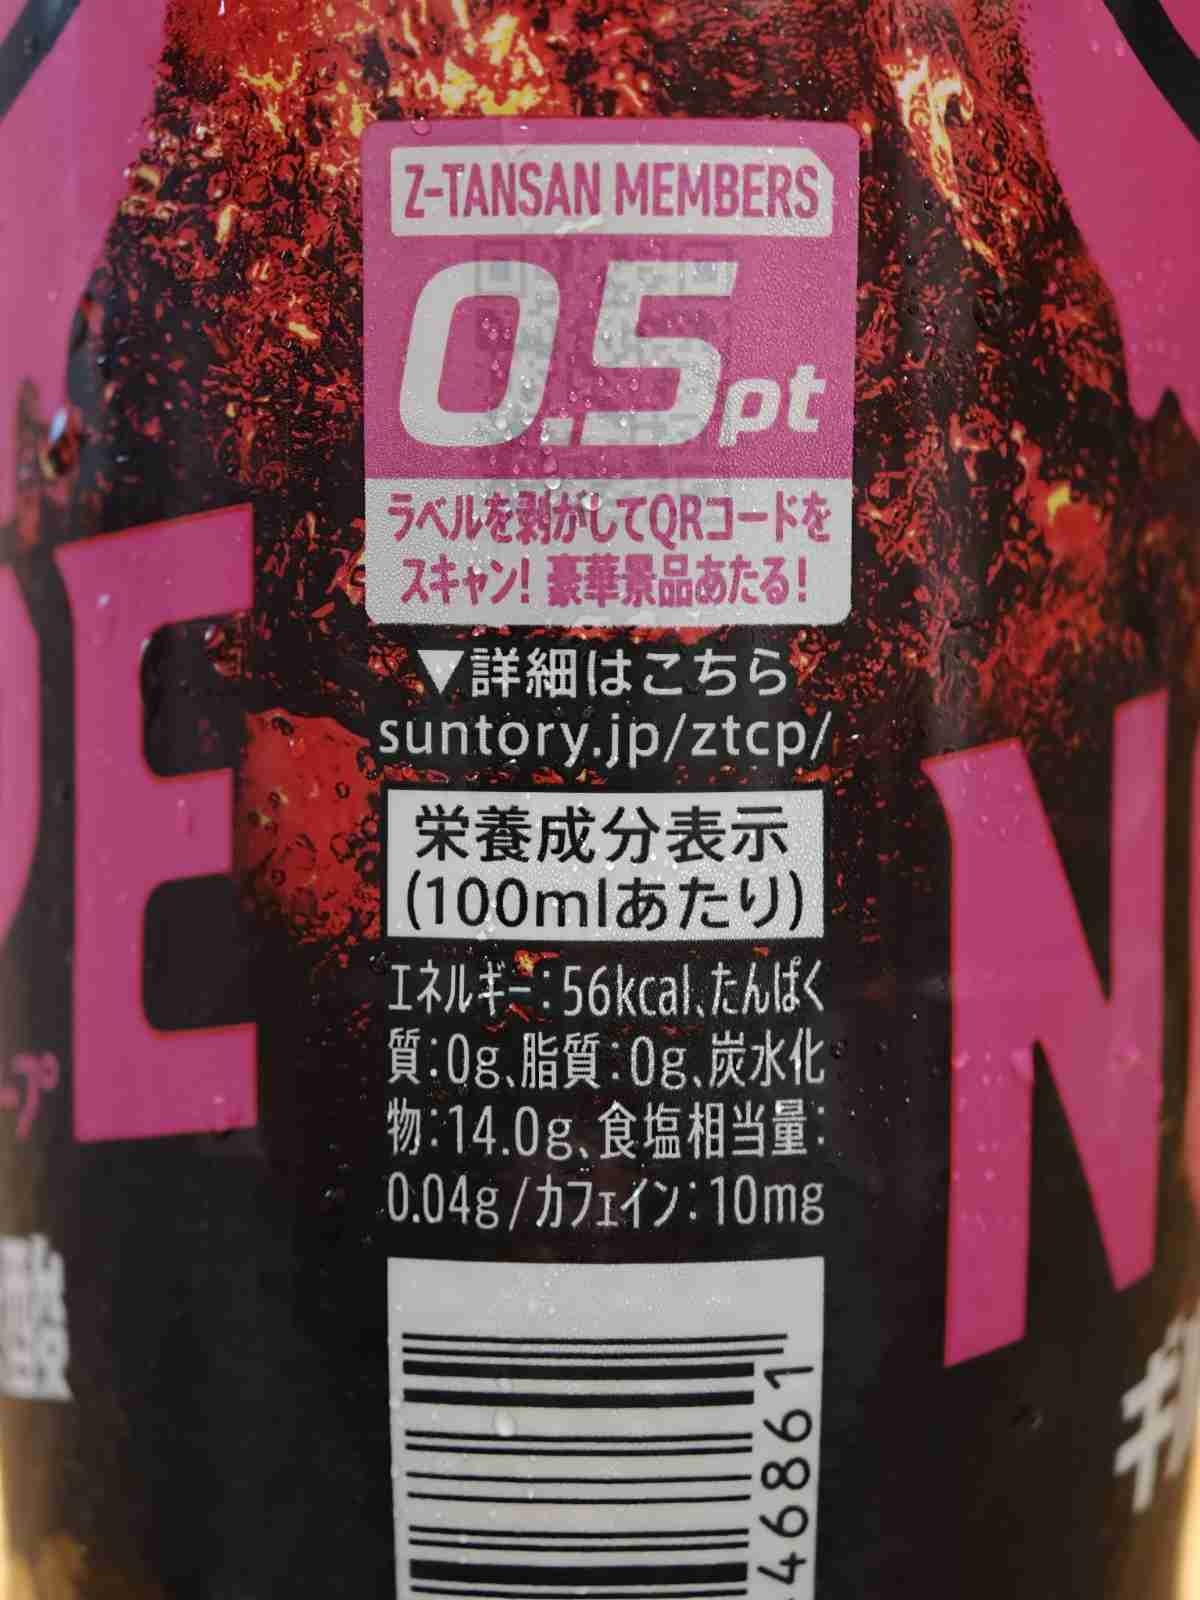 Z-TANSAN MEMBERS
0.5pt
ラベルを剥がしてQRコードを
スキャン! 豪華景品あたる!
▼詳細はこちら
suntory.jp/ztcp/
栄養成分表示
(100mlあたり)
エネルギー:56kcal、たんぱく
質:0g、脂質:0g、炭水化
物:14.0g、食塩相当量:
0.04g/カフェイン:10mg
46861
E
N
酸